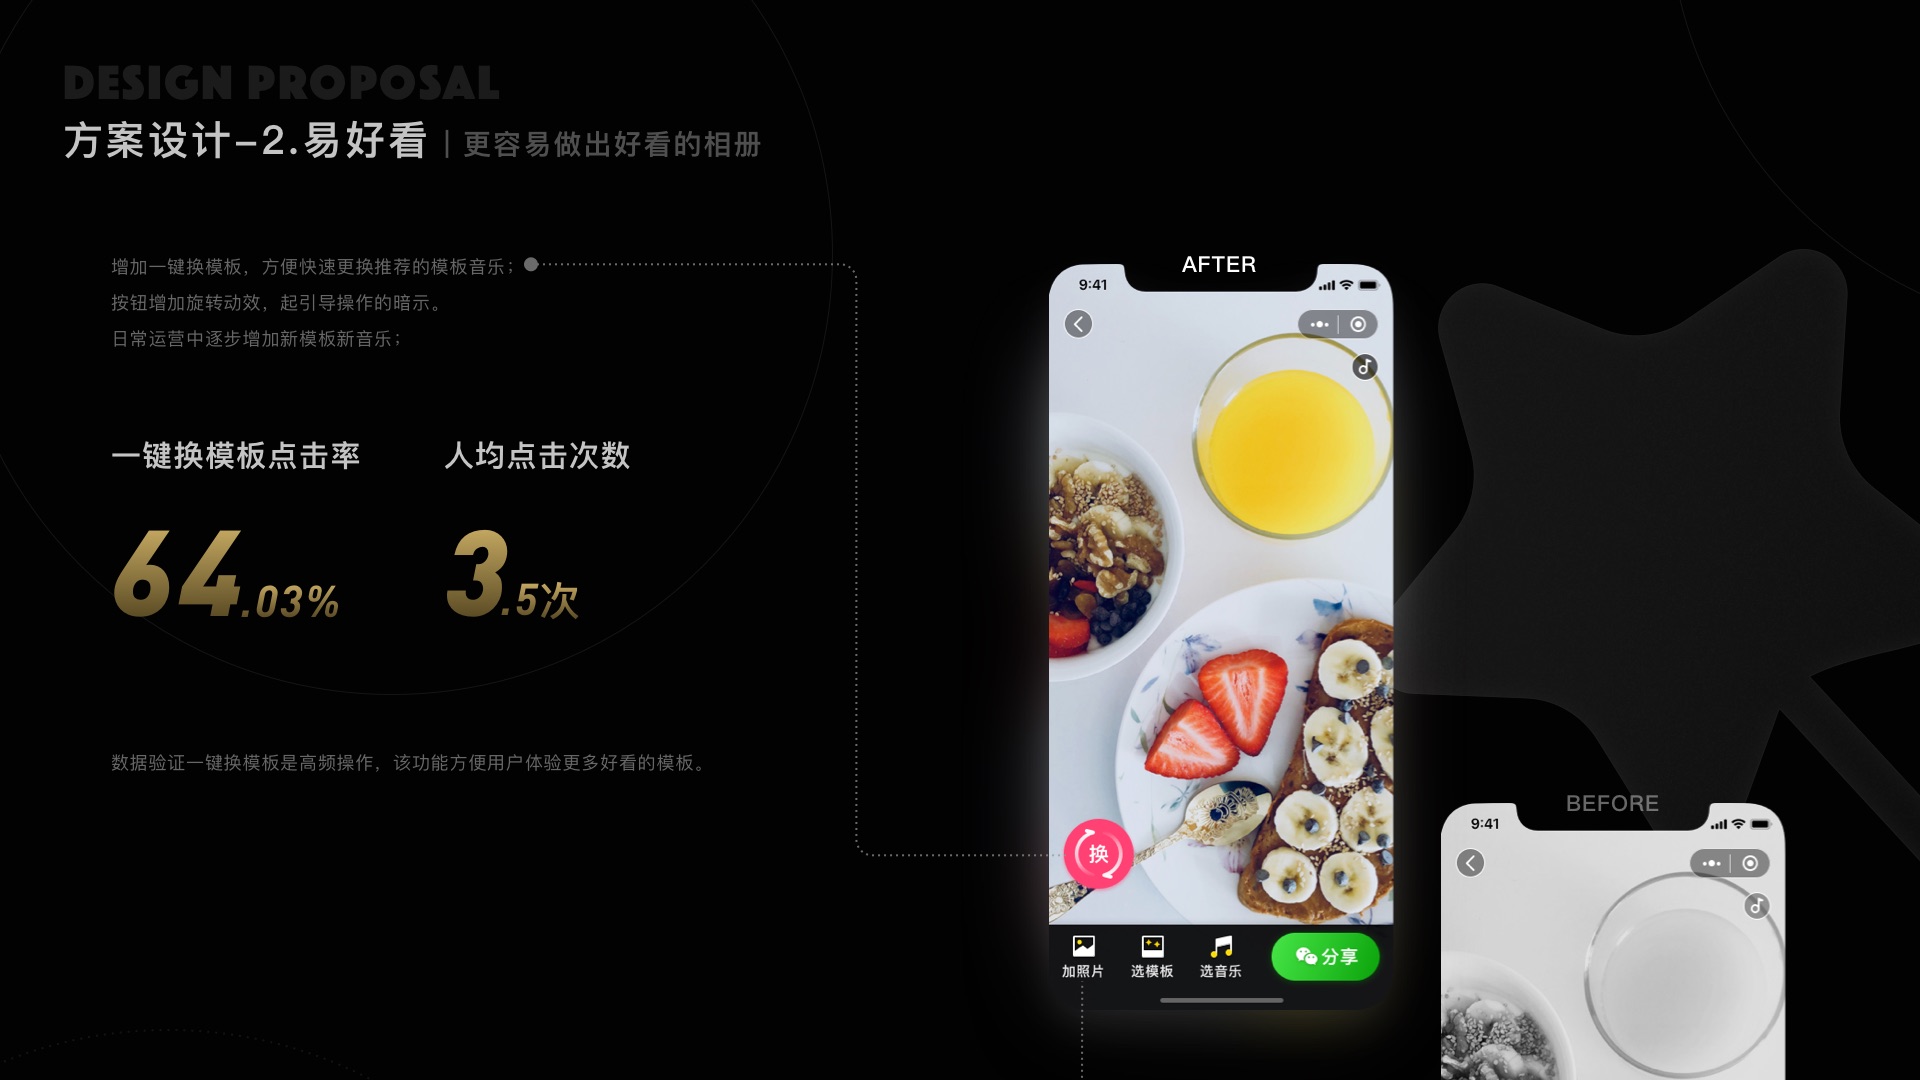 DESIGN PROPOSAL
方案设计-2.易好看 | 更容易做出好看的相册
增加一键换模板，方便快速更换推荐的模板音乐；
按钮增加旋转动效，起引导操作的暗示。
日常运营中逐步增加新模板新音乐；
一键换模板点击率
人均点击次数
64.03%
3.5次
数据验证一键换模板是高频操作，该功能方便用户体验更多好看的模板。
AFTER
9:41
换
加照片
选模板
选音乐
分享
BEFORE
9:41